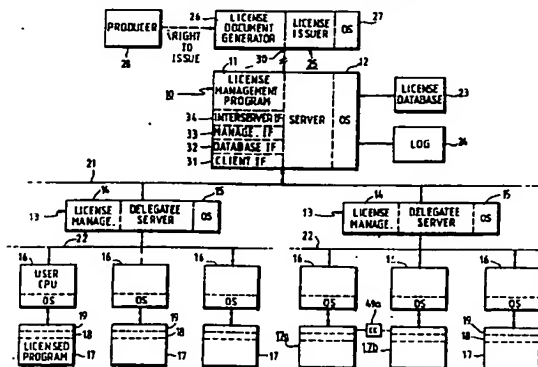 26 27
PRODUCER
28
RIGHT TO ISSUE
LICENSE DOCUMENT GENERATOR
LICENSE ISSUER
OS
30
25
11 12
10
LICENSE MANAGEMENT PROGRAM
34 INTERSERVER IF
33 MANAGE. IF
32 DATABASE IF
31 CLIENT IF
SERVER
OS
LICENSE DATABASE
23
LOG
24
21
14 15
13
LICENSE MANAGE.
DELEGATEE SERVER
OS
14 15
13
LICENSE MANAGE.
DELEGATEE SERVER
OS
22 22
16 16 16 16 16
USER CPU
OS OS OS OS OS OS
49a
19 19 19
18 18 18
LICENSED PROGRAM
17 17 17 17b 17